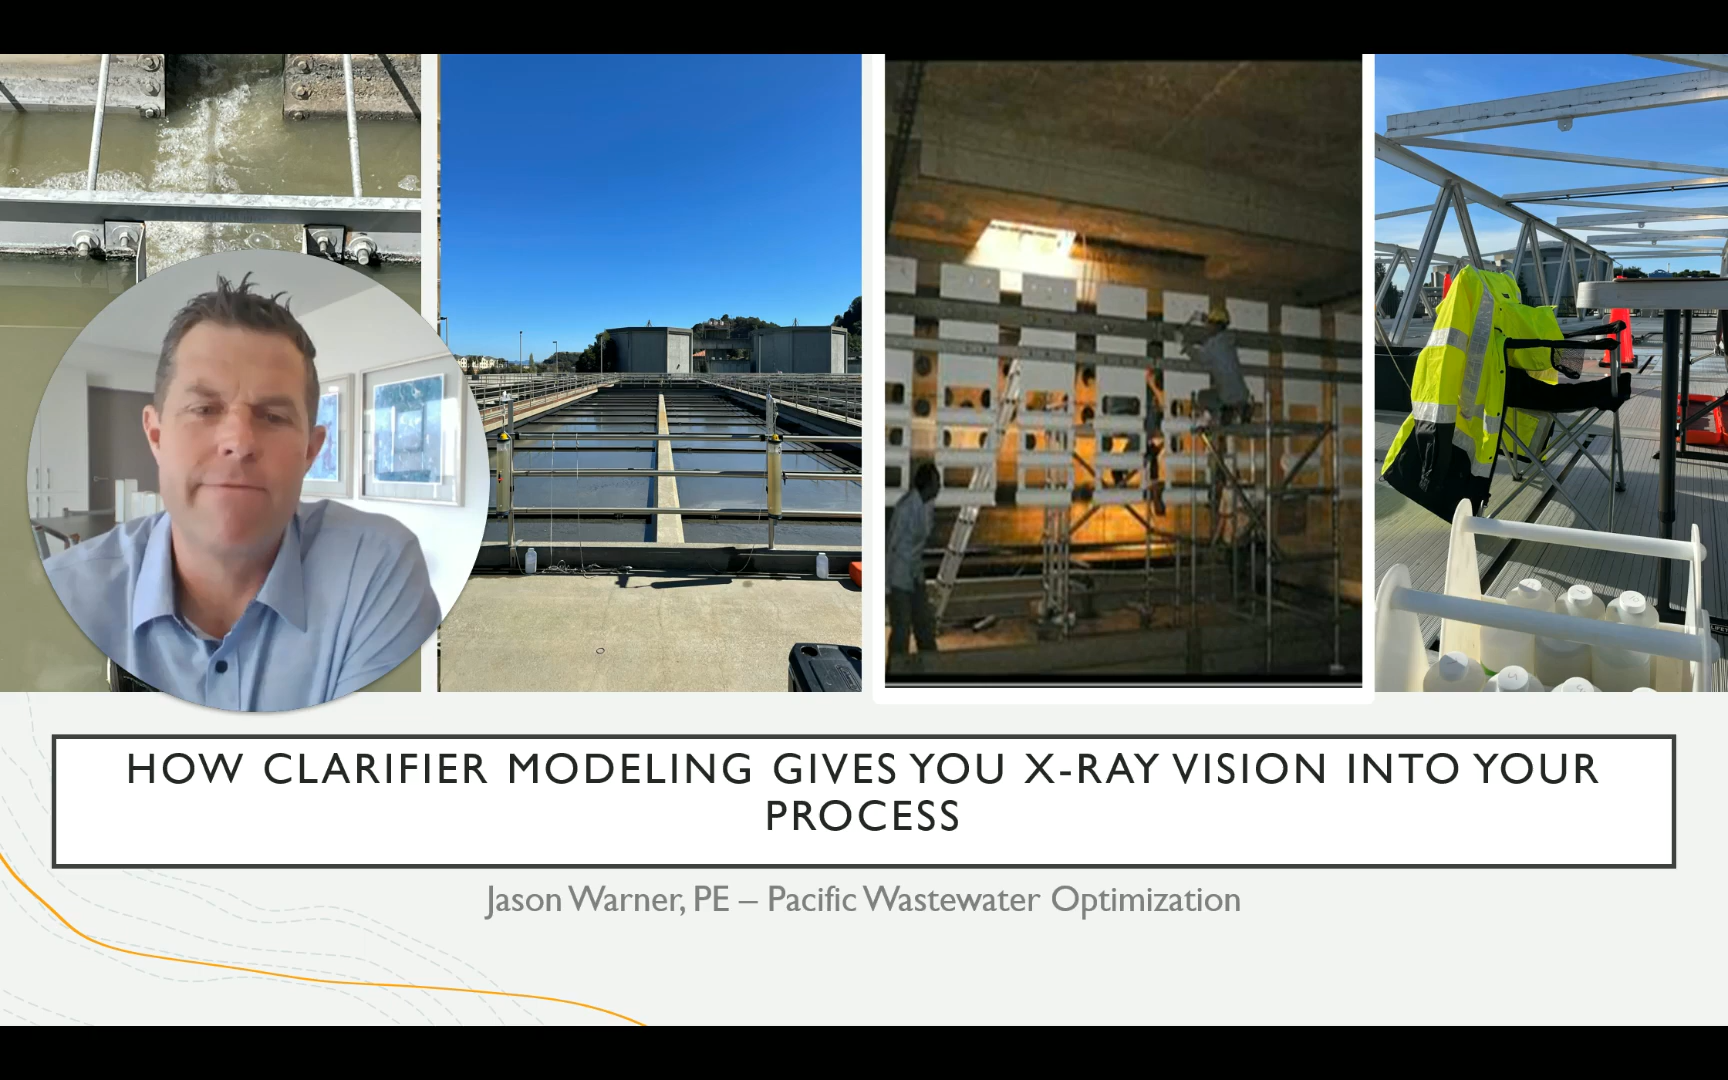 HOW CLARIFIER MODELING GIVES YOU X-RAY VISION INTO YOUR
PROCESS
Jason Warner, PE – Pacific Wastewater Optimization